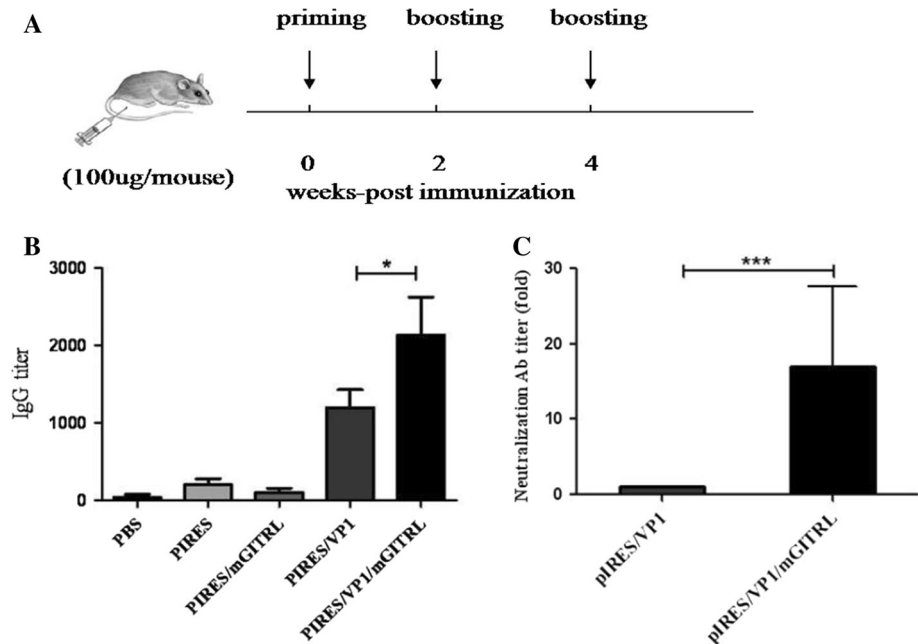 A
priming boosting boosting
(100ug/mouse)
0 2 4
weeks-post immunization
B
3000
2000
1000
0
IgG titer
*
PBS
PIRES
PIRES/mGITRL
PIRES/VP1
PIRES/VP1/mGITRL
C
30
20
10
0
Neutralization Ab titer (fold)
***
pIRES/VP1
pIRES/VP1/mGITRL